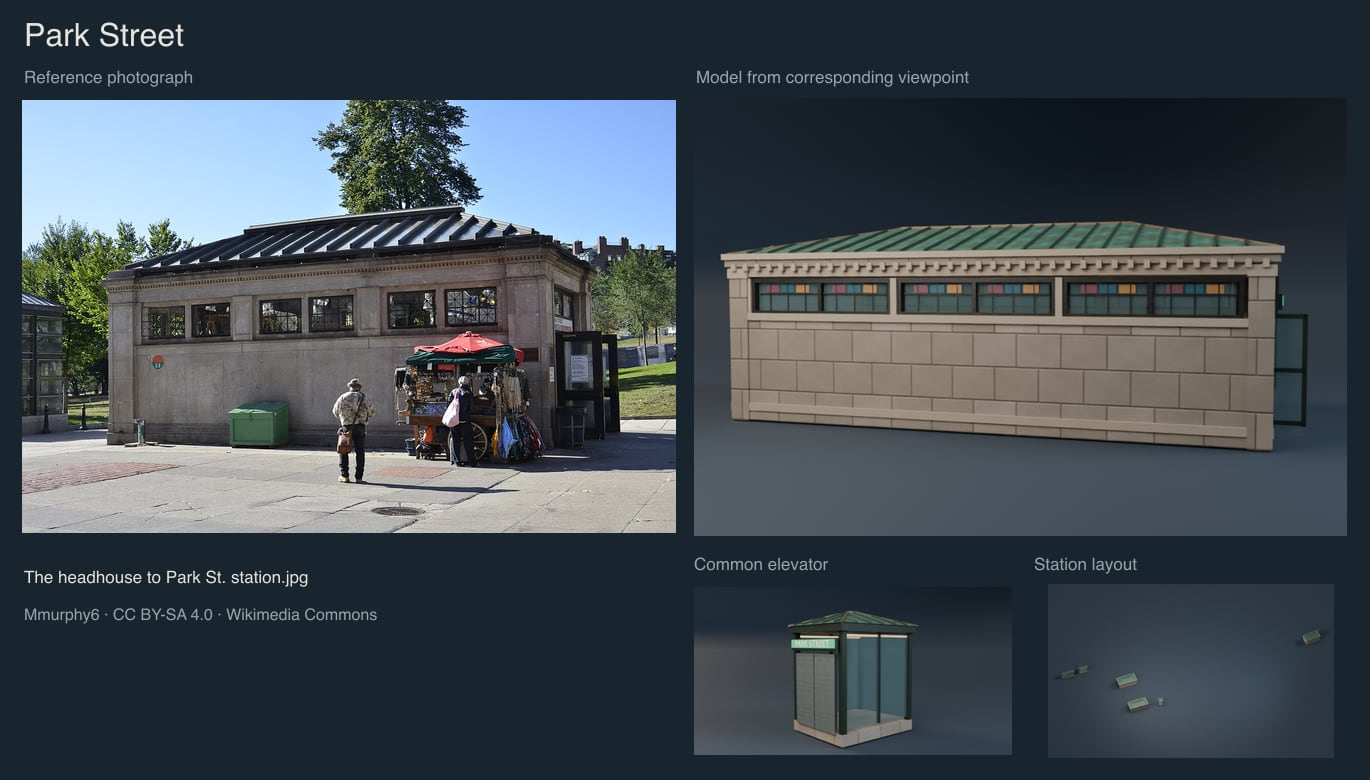 Park Street
Reference photograph
Model from corresponding viewpoint
The headhouse to Park St. station.jpg
Mmurphy6 · CC BY-SA 4.0 · Wikimedia Commons
Common elevator
Station layout
PARK STREET